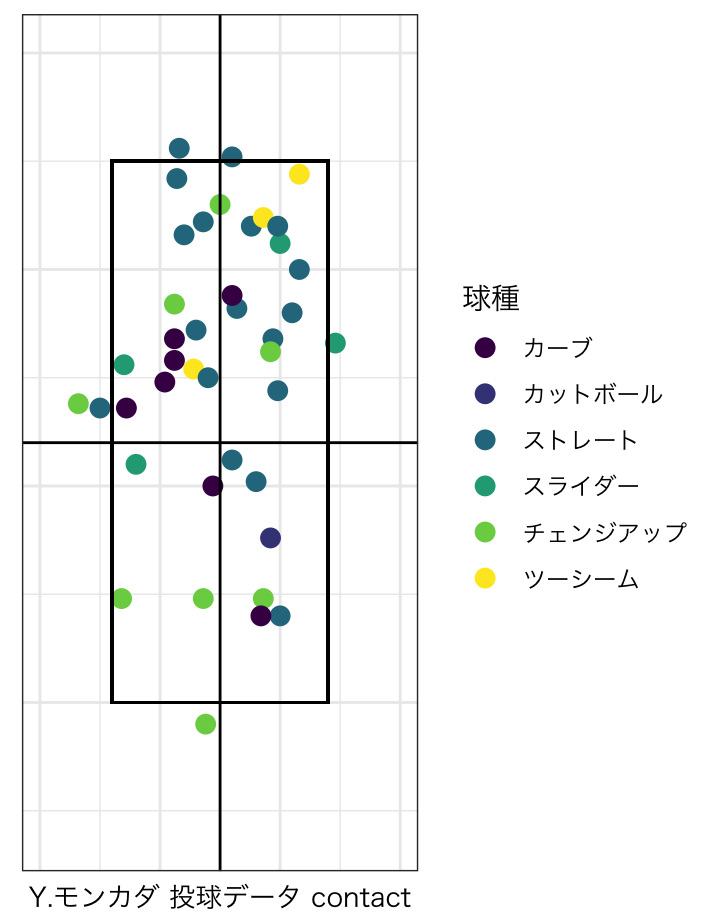 球種
カーブ
カットボール
ストレート
スライダー
チェンジアップ
ツーシーム
Y.モンカダ 投球データ contact